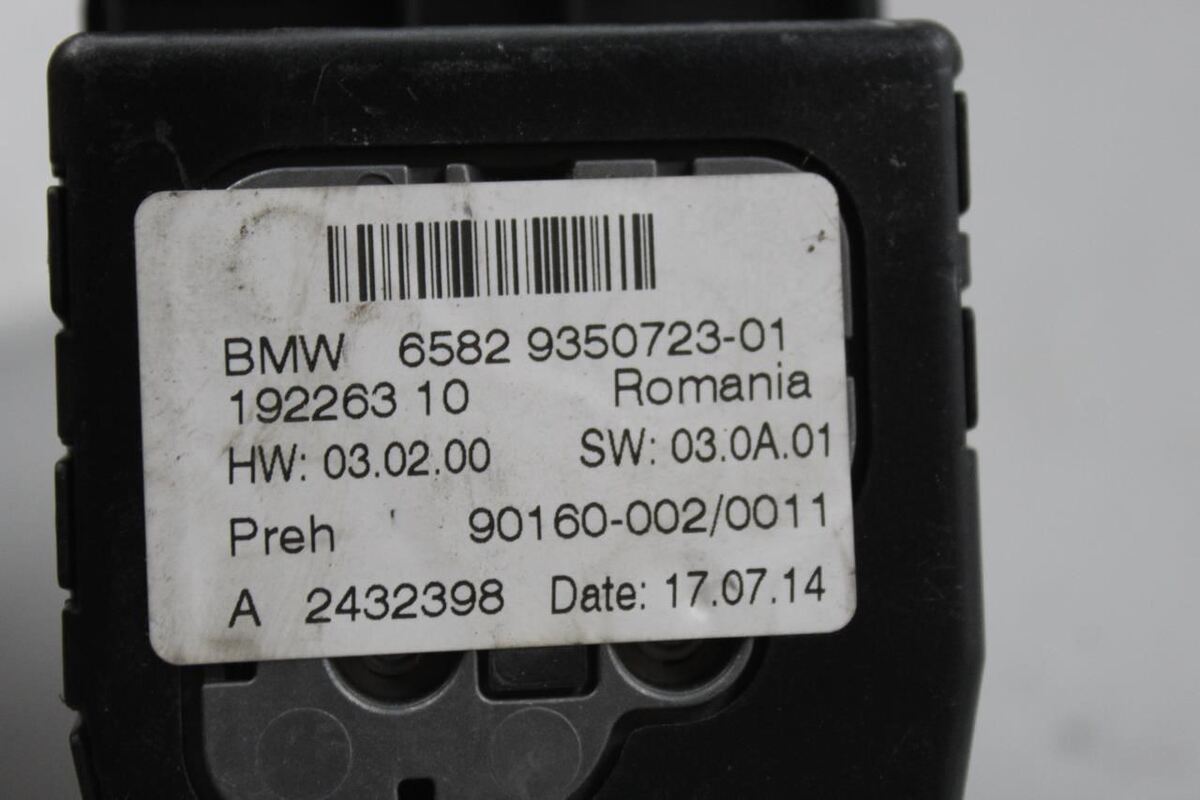 BMW 6582 9350723-01
192263 10 Romania
HW: 03.02.00 SW: 03.0A.01
Preh 90160-002/0011
A 2432398 Date: 17.07.14